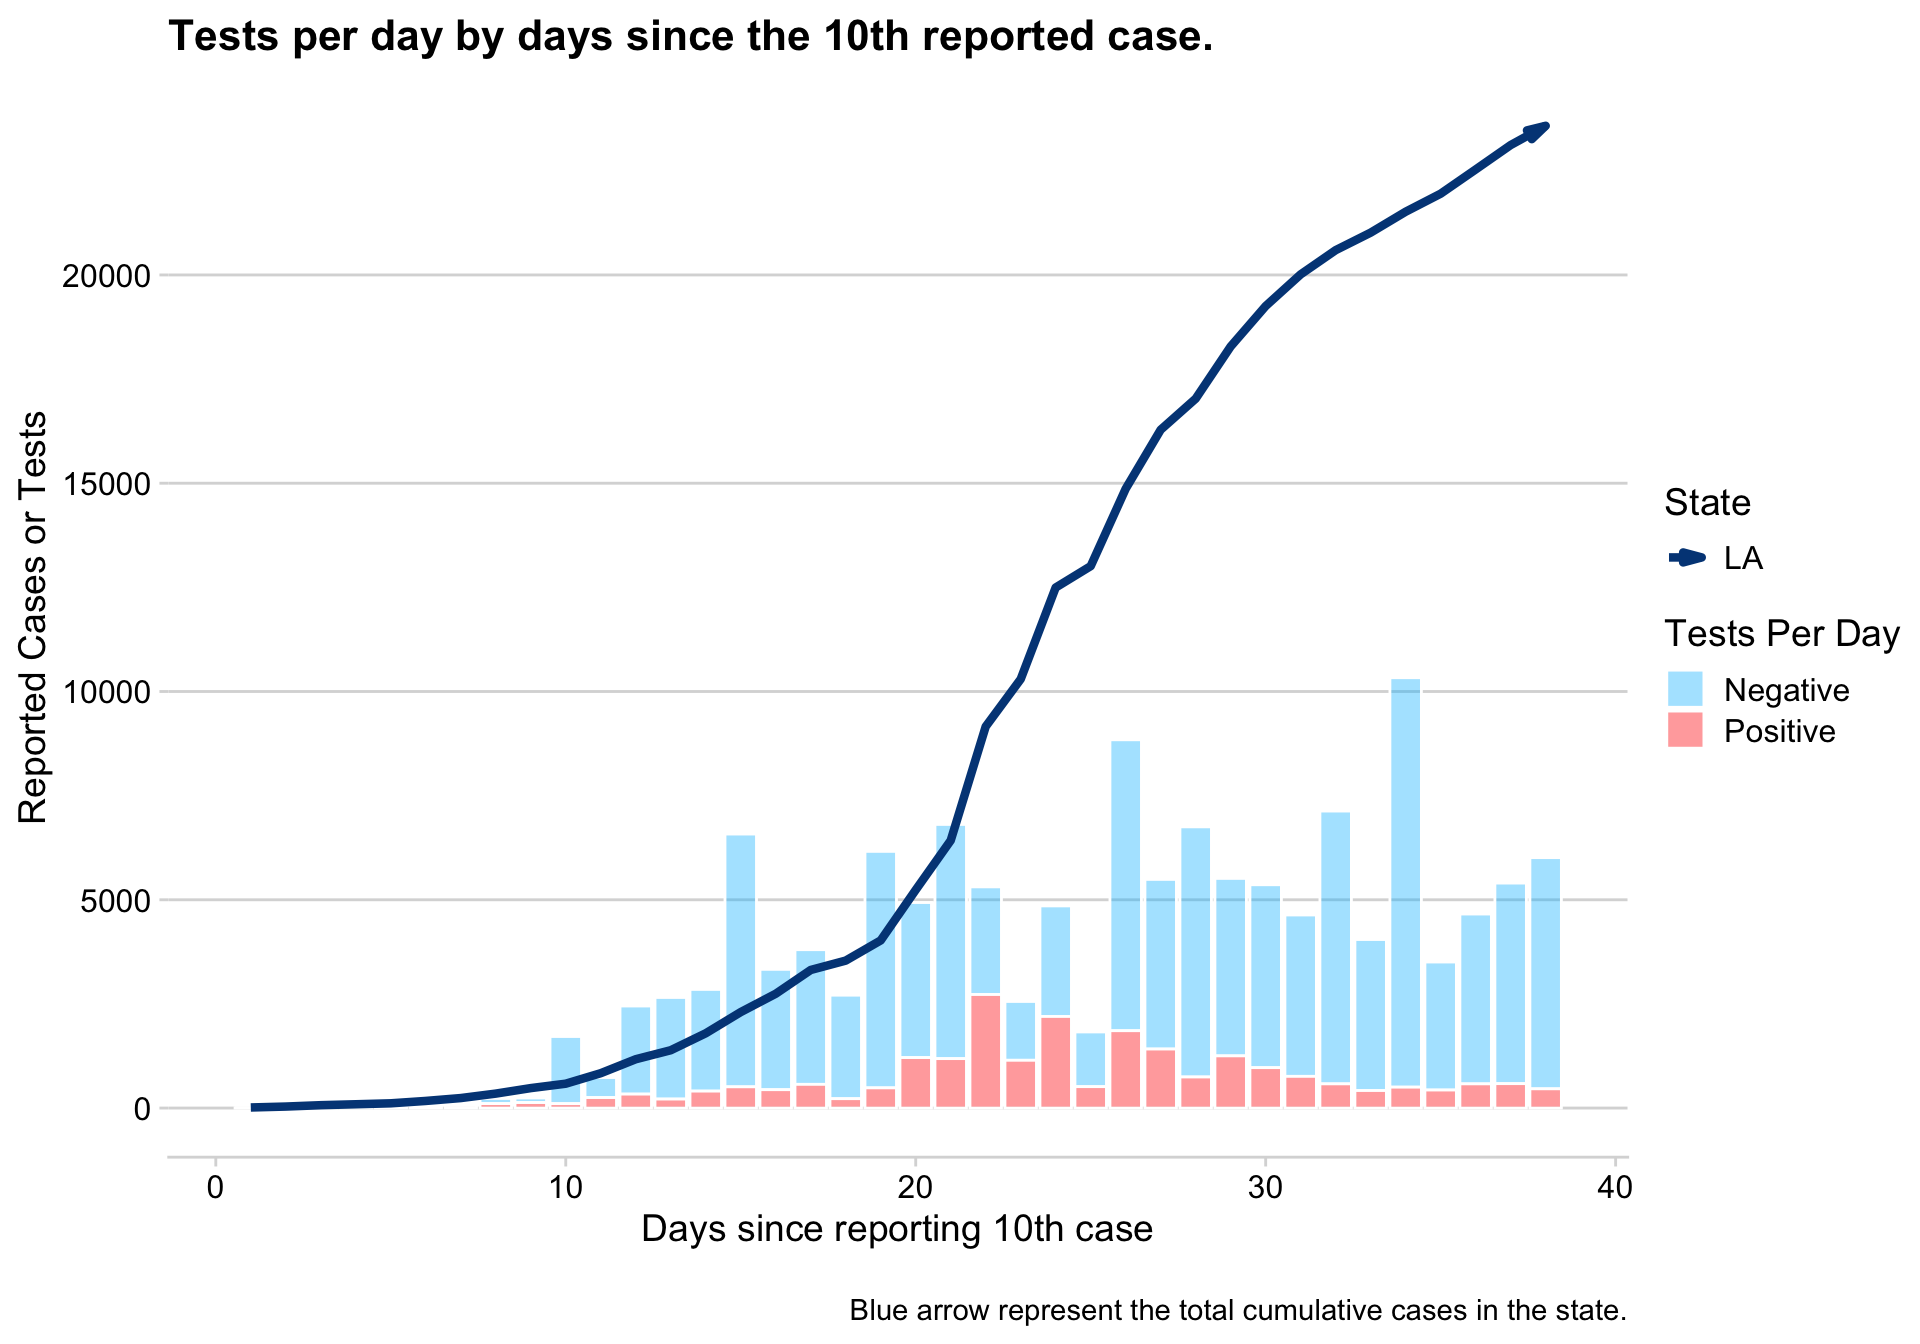 Tests per day by days since the 10th reported case.
Reported Cases or Tests
20000
15000
10000
5000
0
0 10 20 30 40
Days since reporting 10th case
State
LA
Tests Per Day
Negative
Positive
Blue arrow represent the total cumulative cases in the state.